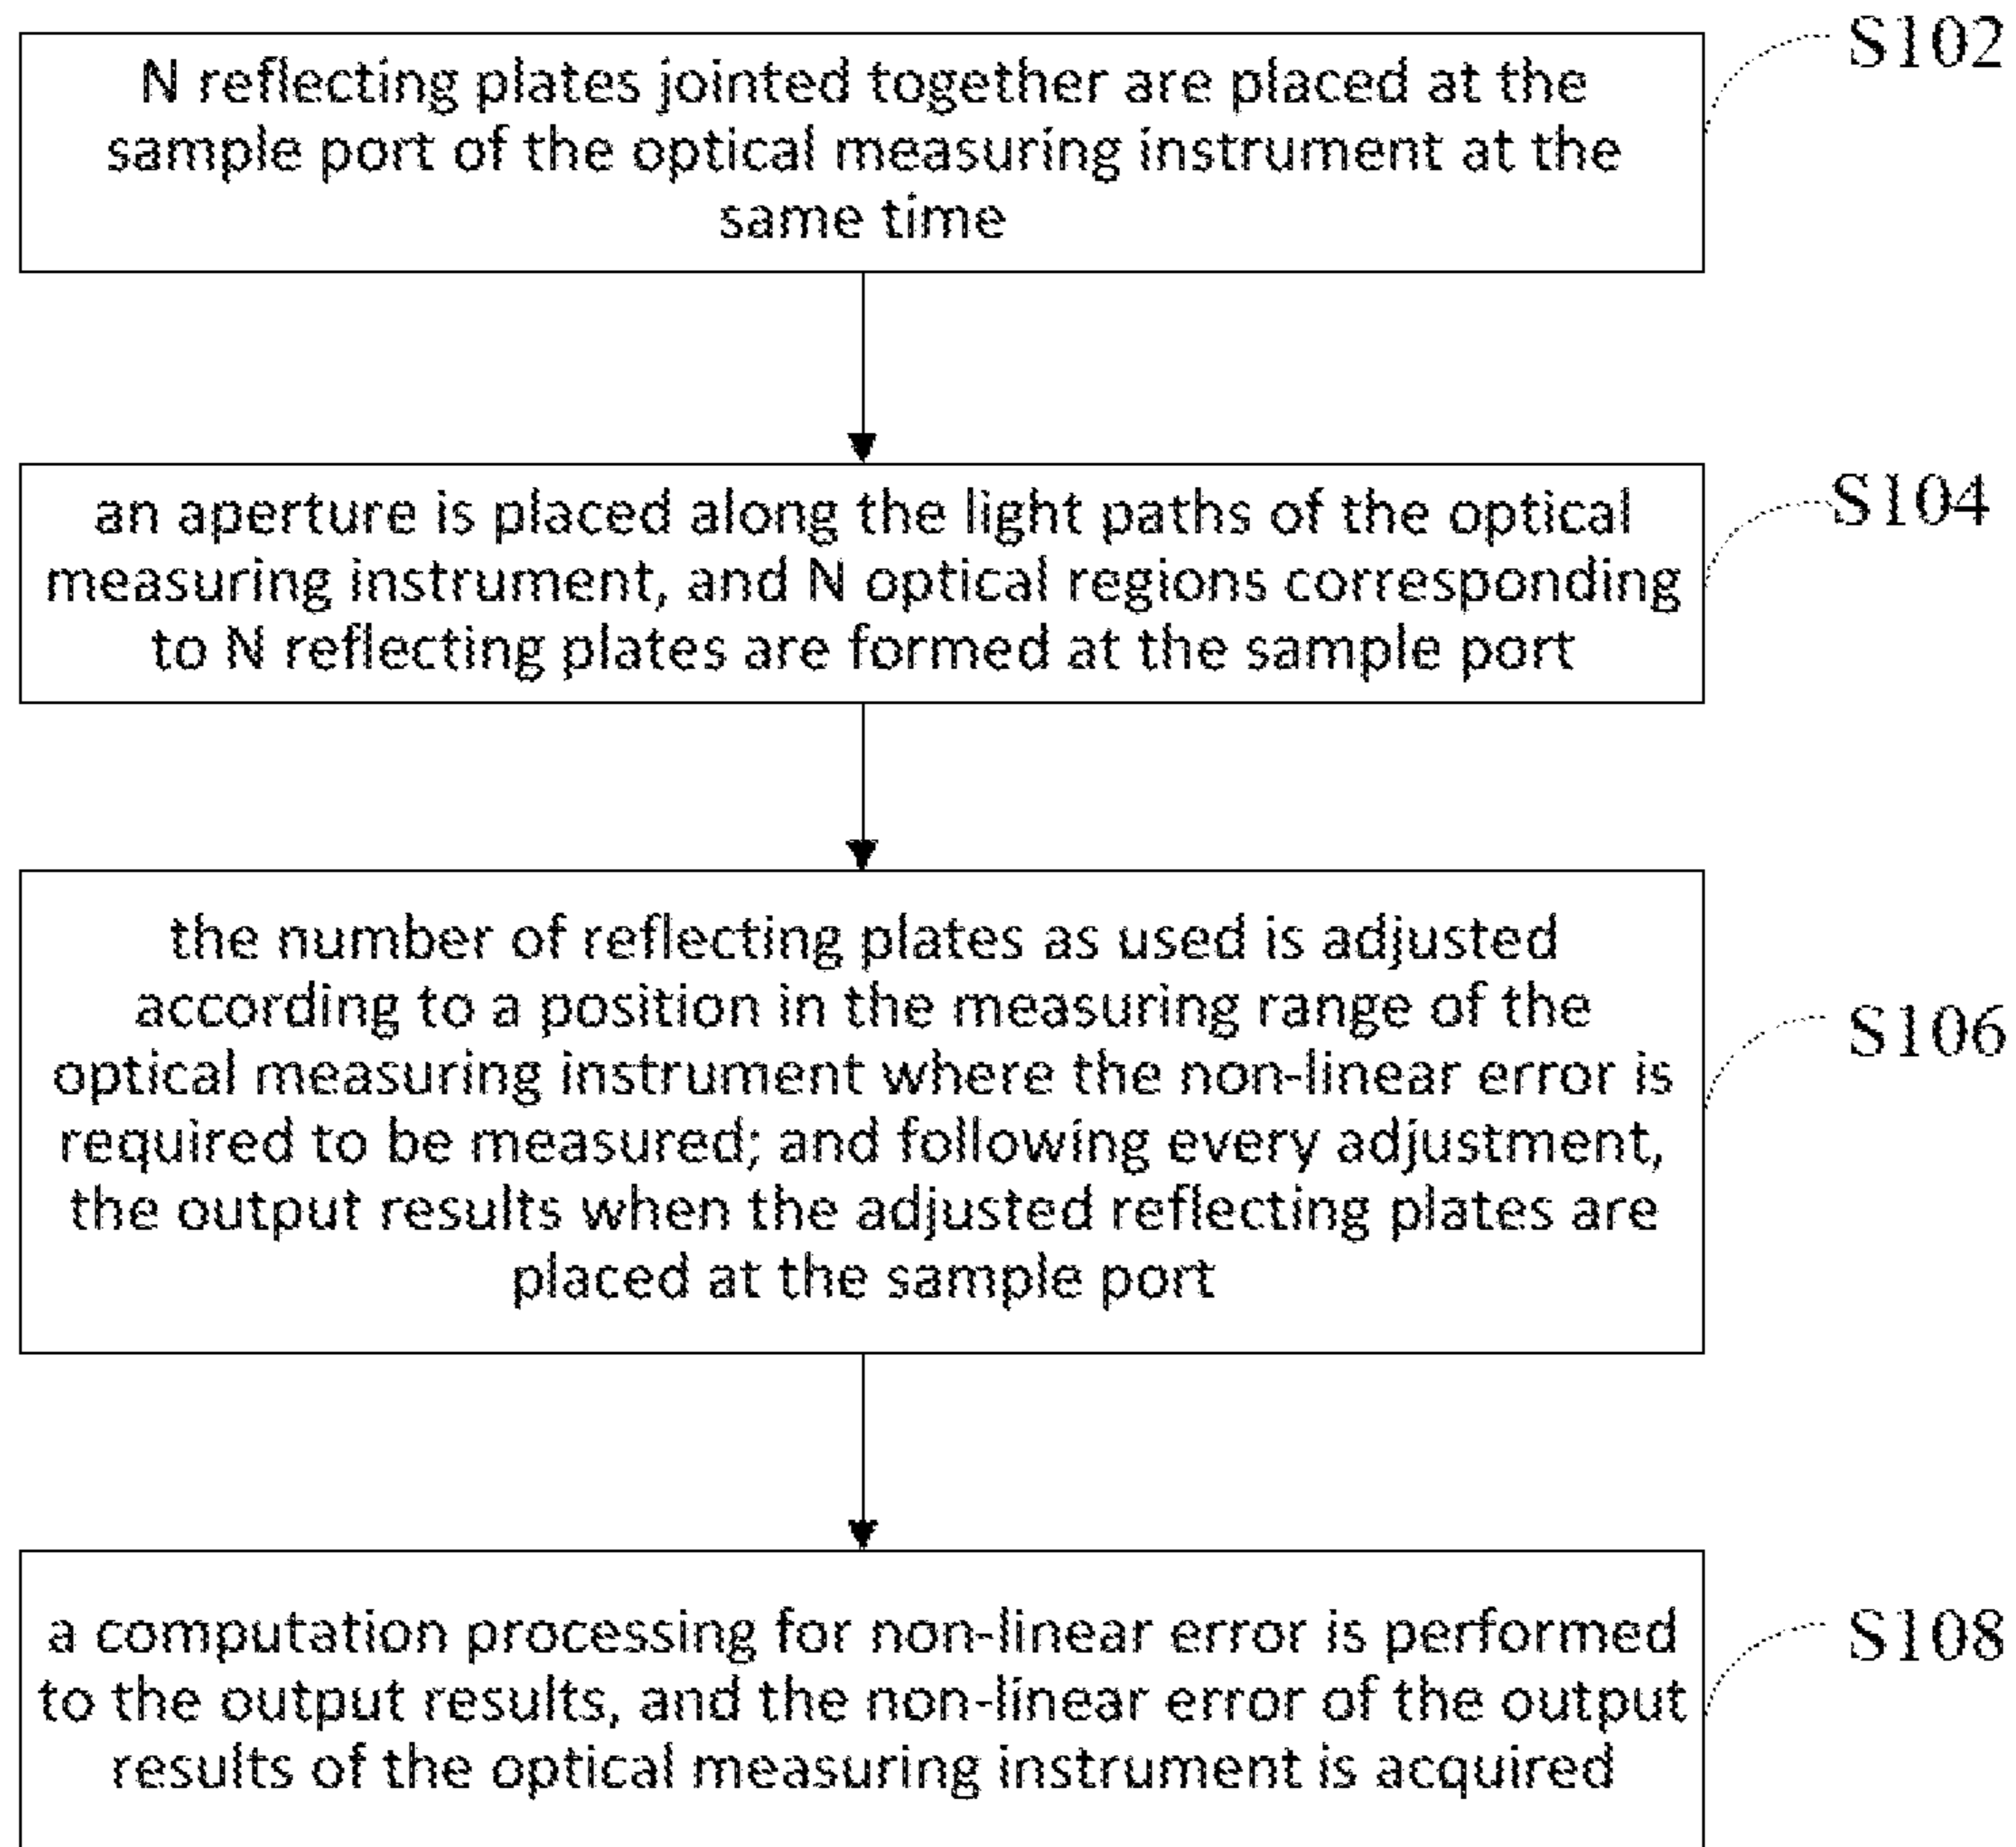 S102
N reflecting plates jointed together are placed at the
sample port of the optical measuring instrument at the
same time
S104
an aperture is placed along the light paths of the optical
measuring instrument, and N optical regions corresponding
to N reflecting plates are formed at the sample port
the number of reflecting plates as used is adjusted
according to a position in the measuring range of the
S106
optical measuring instrument where the non-linear error is
required to be measured; and following every adjustment,
the output results when the adjusted reflecting plates are
placed at the sample port
S108
a computation processing for non-linear error is performed
to the output results, and the non-linear error of the output
results of the optical measuring instrument is acquired